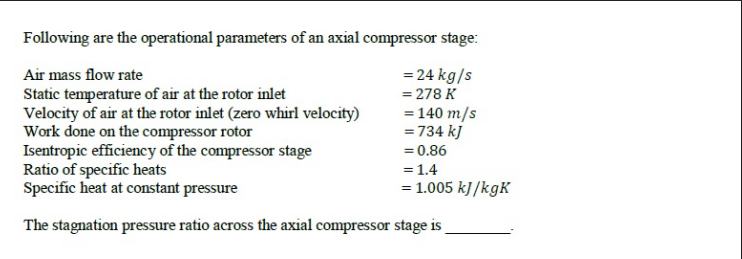 Following are the operational parameters of an axial compressor stage:
Air mass flow rate = 24 kg/s
Static temperature of air at the rotor inlet = 278 K
Velocity of air at the rotor inlet (zero whirl velocity) = 140 m/s
Work done on the compressor rotor = 734 kJ
Isentropic efficiency of the compressor stage = 0.86
Ratio of specific heats = 1.4
Specific heat at constant pressure = 1.005 kJ/kgK
The stagnation pressure ratio across the axial compressor stage is ________.